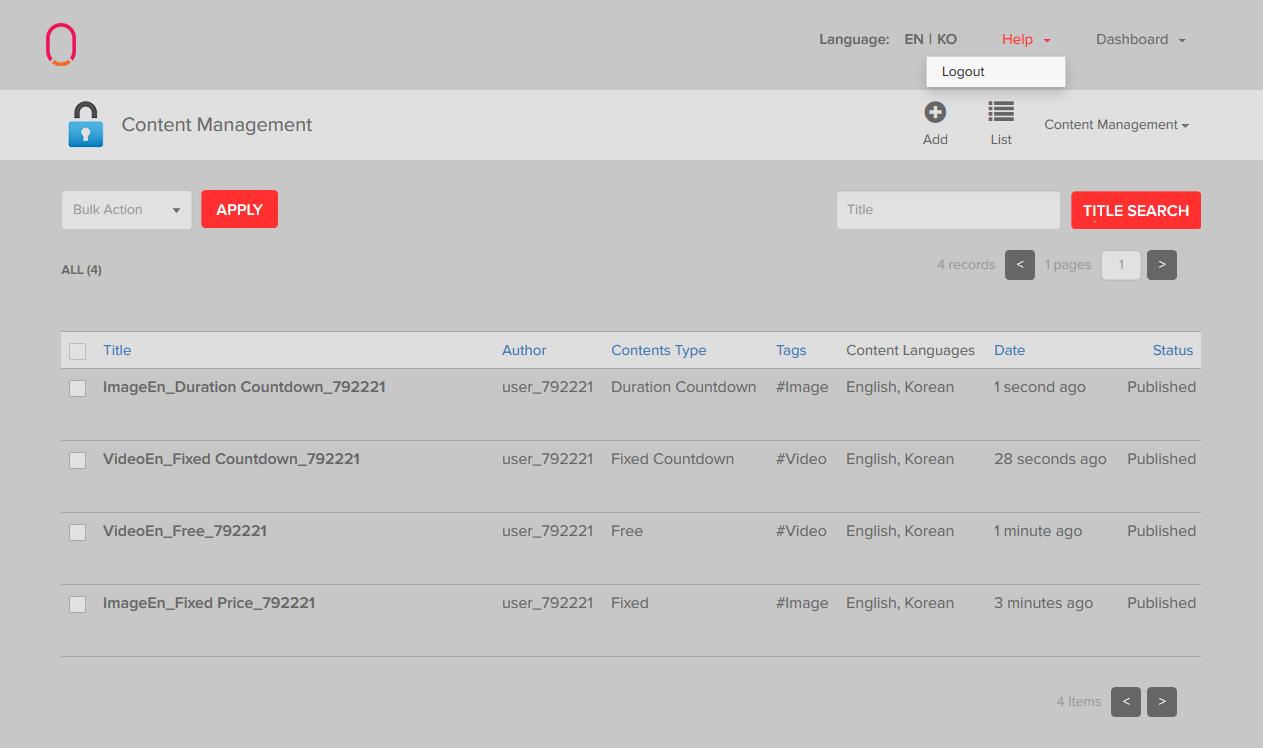 Language: EN | KO Help Dashboard
Logout
Content Management
Add List Content Management
Bulk Action APPLY Title TITLE SEARCH
ALL (4) 4 records < 1 pages 1 >
Title Author Contents Type Tags Content Languages Date Status
ImageEn_Duration Countdown_792221 user_792221 Duration Countdown #Image English, Korean 1 second ago Published
VideoEn_Fixed Countdown_792221 user_792221 Fixed Countdown #Video English, Korean 28 seconds ago Published
VideoEn_Free_792221 user_792221 Free #Video English, Korean 1 minute ago Published
ImageEn_Fixed Price_792221 user_792221 Fixed #Image English, Korean 3 minutes ago Published
4 Items < >